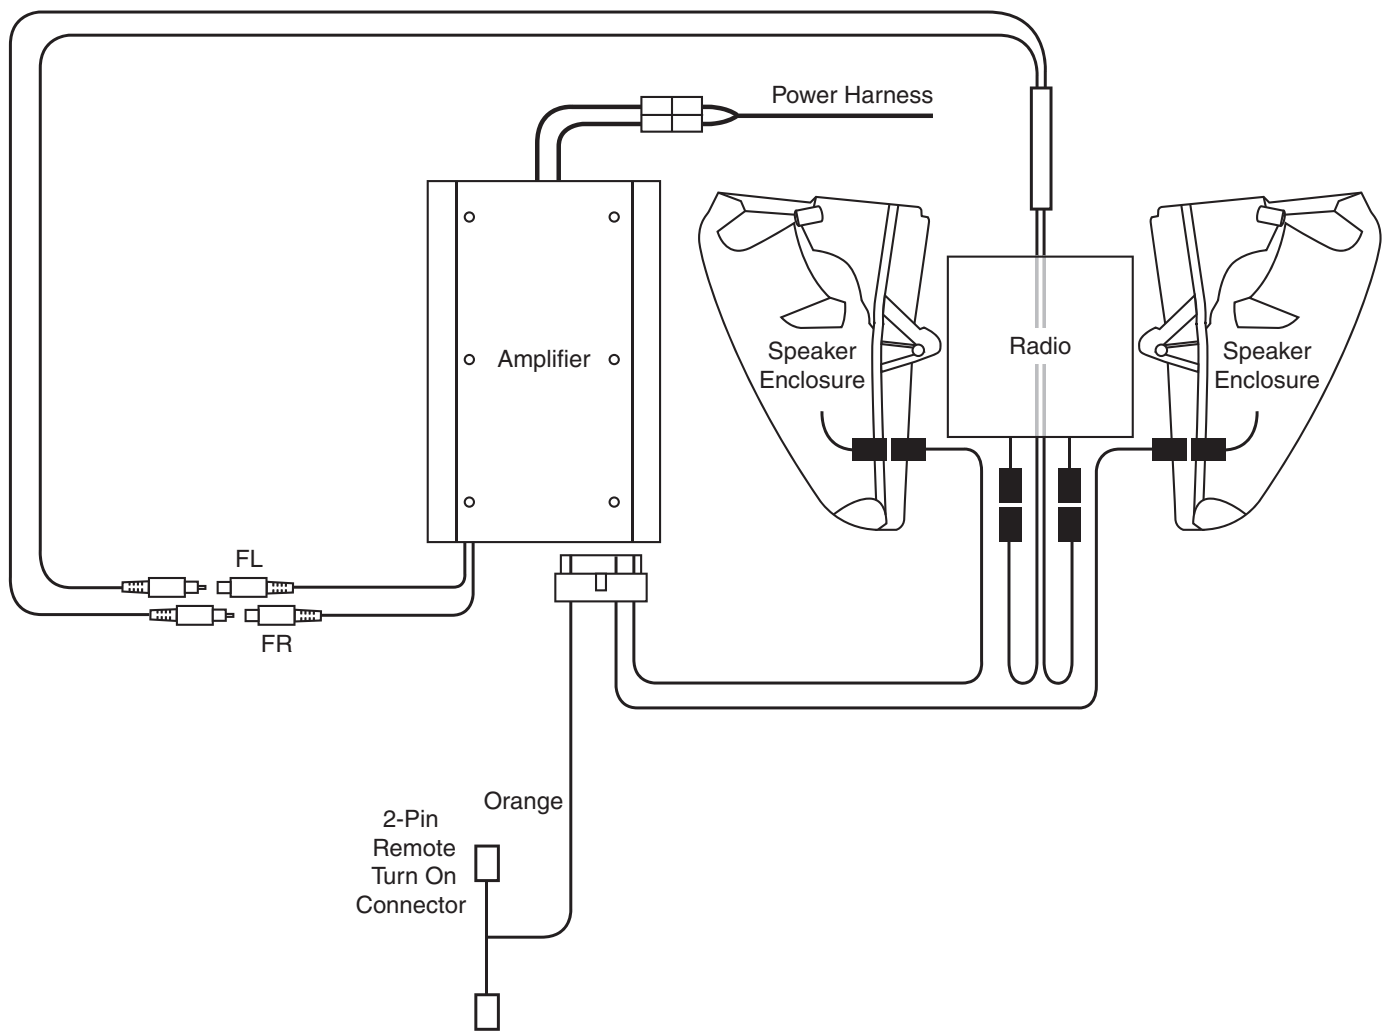 Power Harness
Amplifier
Speaker
Enclosure
Radio
Speaker
Enclosure
FL
FR
Orange
2-Pin
Remote
Turn On
Connector